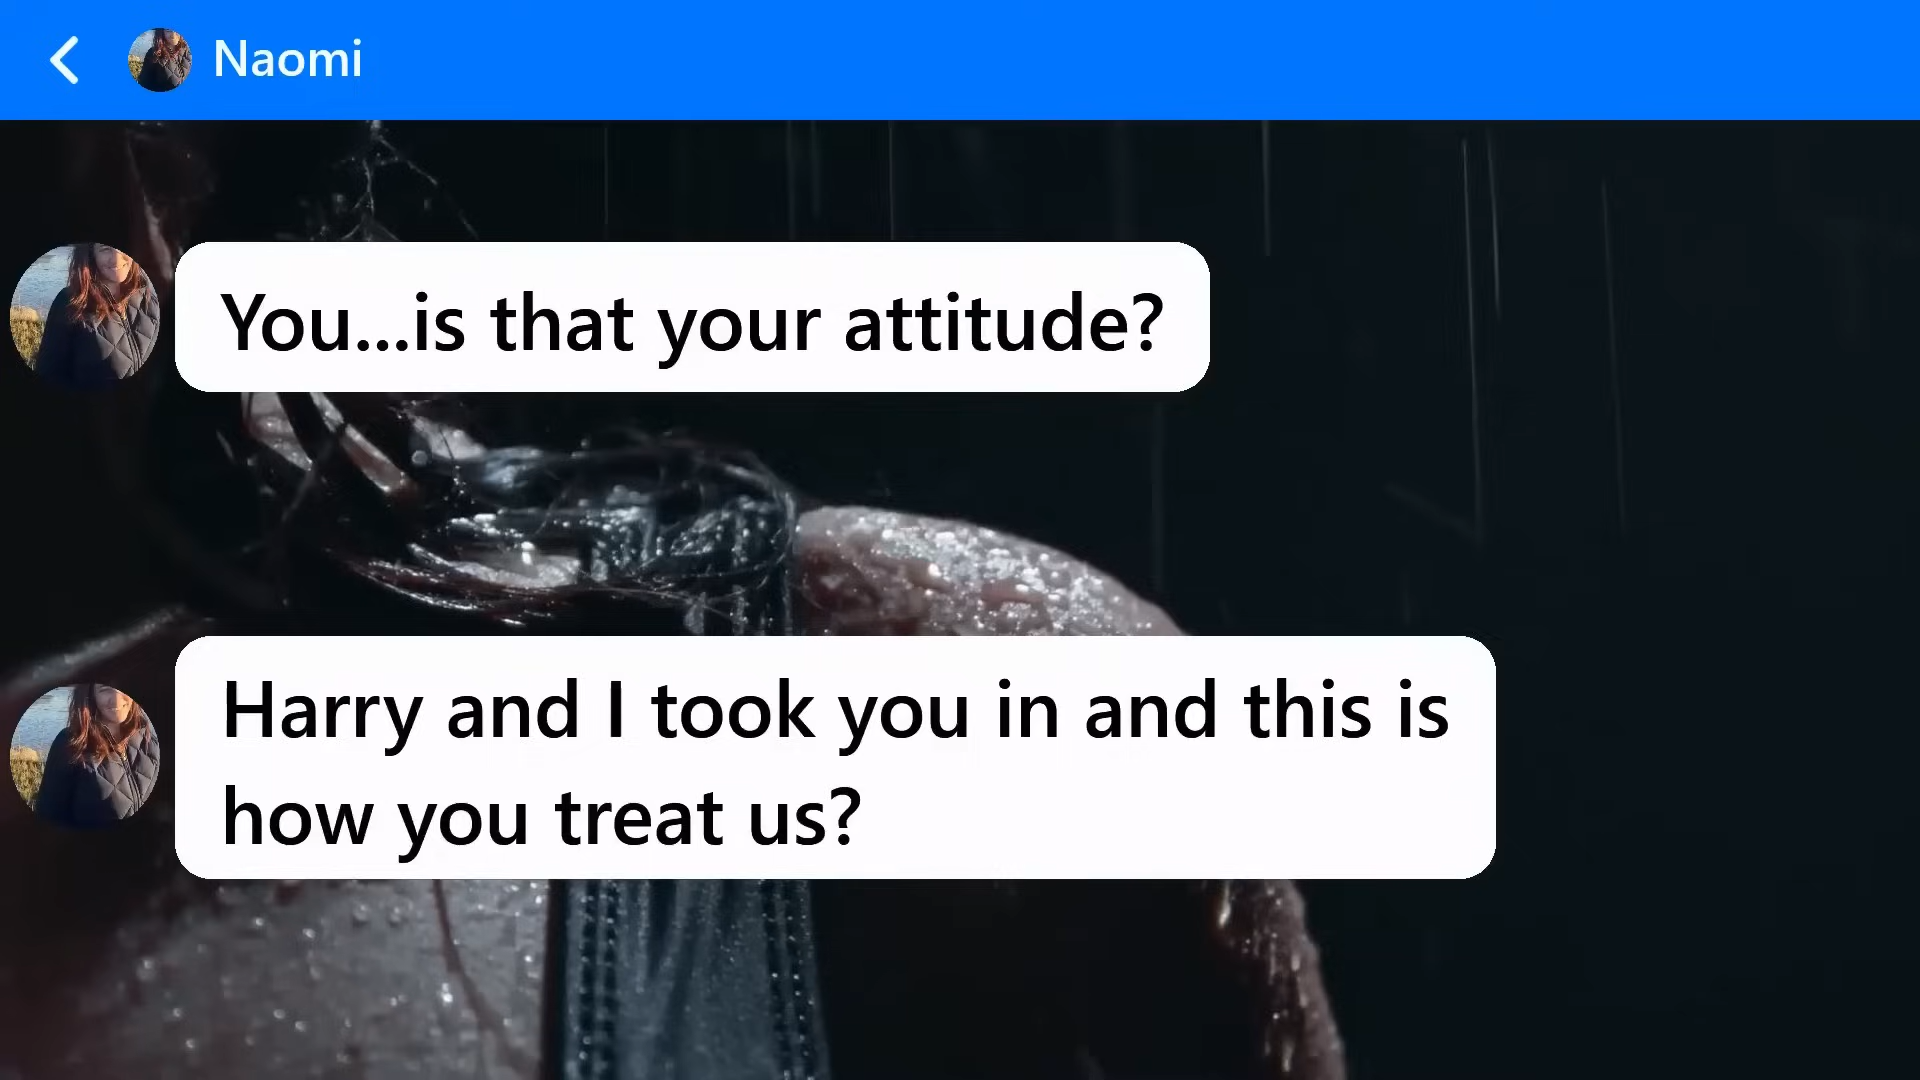 Naomi
You...is that your attitude?
Harry and I took you in and this is
how you treat us?